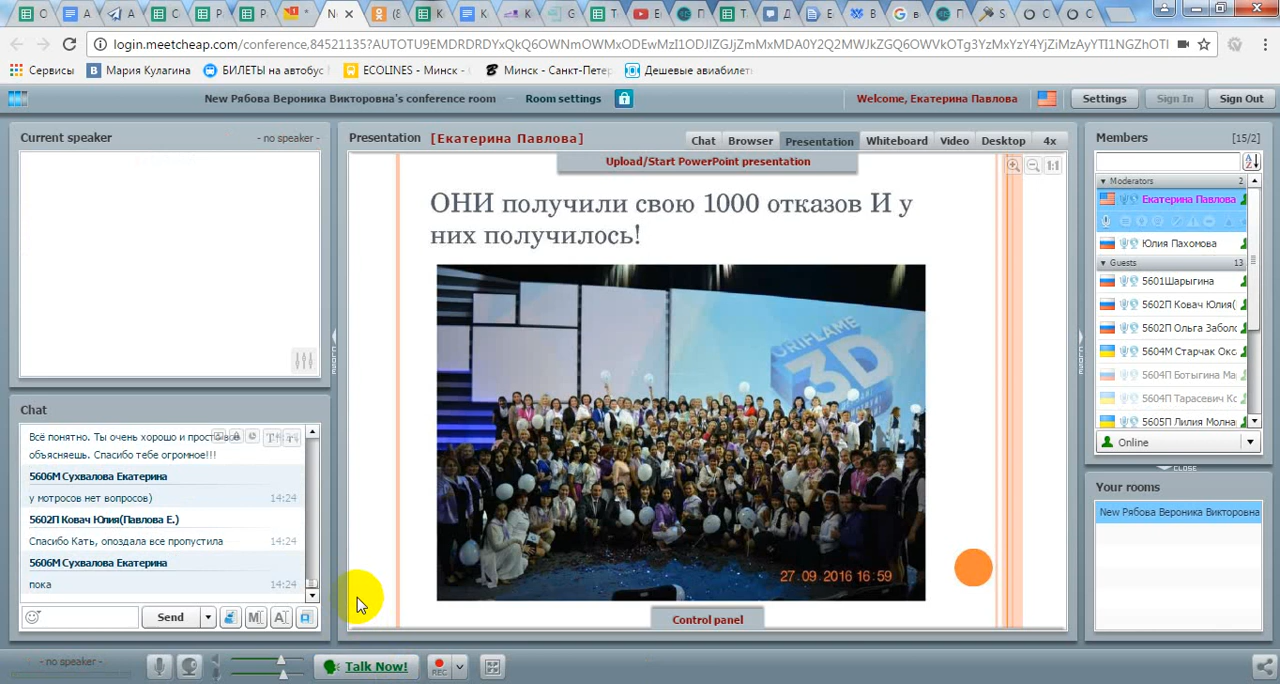 login.meetcheap.com/conference,84521135?
Сервисы
Мария Кулагина
БИЛЕТЫ на автобус
ECOLINES - Минск -
Минск - Санкт-Петер
Дешевые авиабилет
New Рябова Вероника Викторовна's conference room
Room settings
Welcome, Екатерина Павлова
Settings
Sign In
Sign Out
Current speaker
- no speaker -
Presentation
[Екатерина Павлова]
Chat
Browser
Presentation
Whiteboard
Video
Desktop
4x
Upload/Start PowerPoint presentation
1:1
ОНИ получили свою 1000 отказов И у
них получилось!
ORIFLAME
3D
27.09.2016 16:59
Control panel
Chat
Всё понятно. Ты очень хорошо и просто
объясняешь. Спасибо тебе огромное!!!
5606М Сухвалова Екатерина
у мотросов нет вопросов) 14:24
5602П Ковач Юлия(Павлова Е.)
Спасибо Кать, опоздала все пропустила 14:24
5606М Сухвалова Екатерина
пока 14:24
Send
Members
[15/2]
Moderators 2
Екатерина Павлова
Юлия Пахомова
Guests 13
5601Шарыгина
5602П Ковач Юлия(
5602П Ольга Забол
5604М Старчак Окс
5604П Ботыгина Ма
5604П Тарасевич Кс
5605П Лилия Молна
Online
CLOSE
Your rooms
New Рябова Вероника Викторовна
- no speaker -
Talk Now!
REC